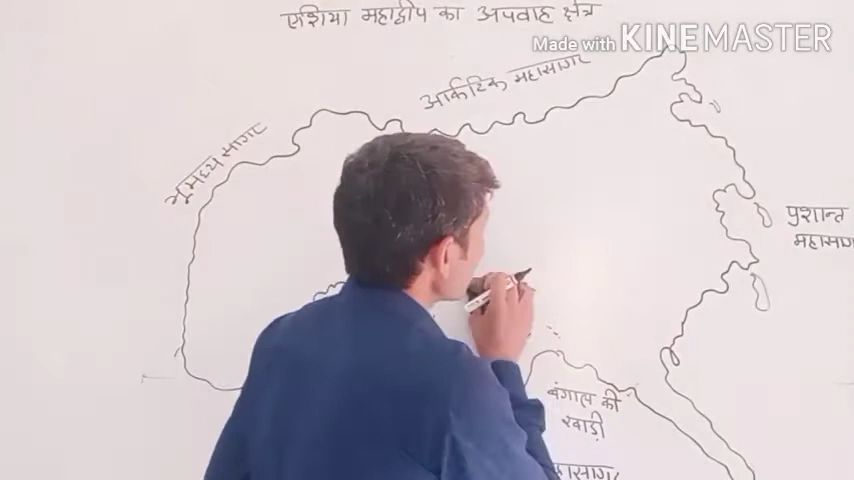 एशिया महाद्वीप का अपवाह क्षेत्र
Made with KINEMASTER
आर्कटिक महासागर
भूमध्य सागर
प्रशान्त
महासाग
बंगाल की
खाड़ी